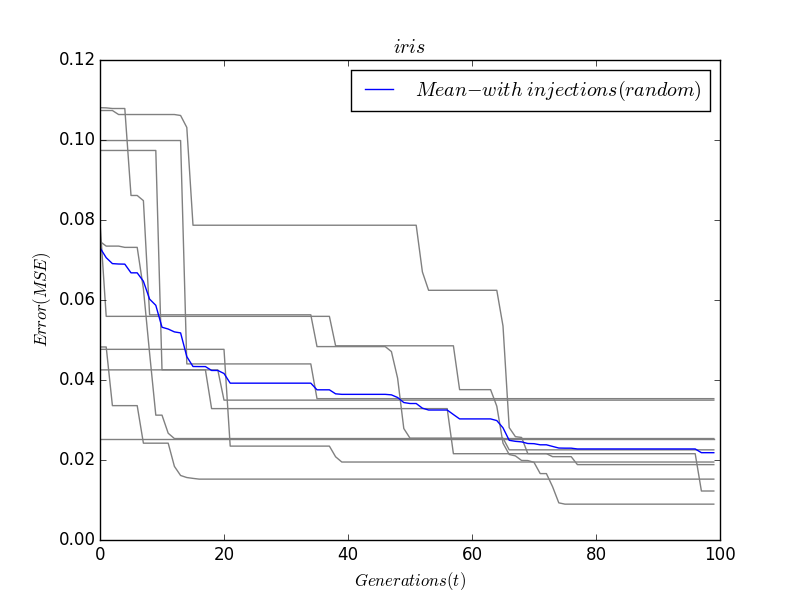 iris
Mean−with injections(random)
0.12
0.10
0.08
0.06
0.04
0.02
0.00
Error(MSE)
0 20 40 60 80 100
Generations(t)